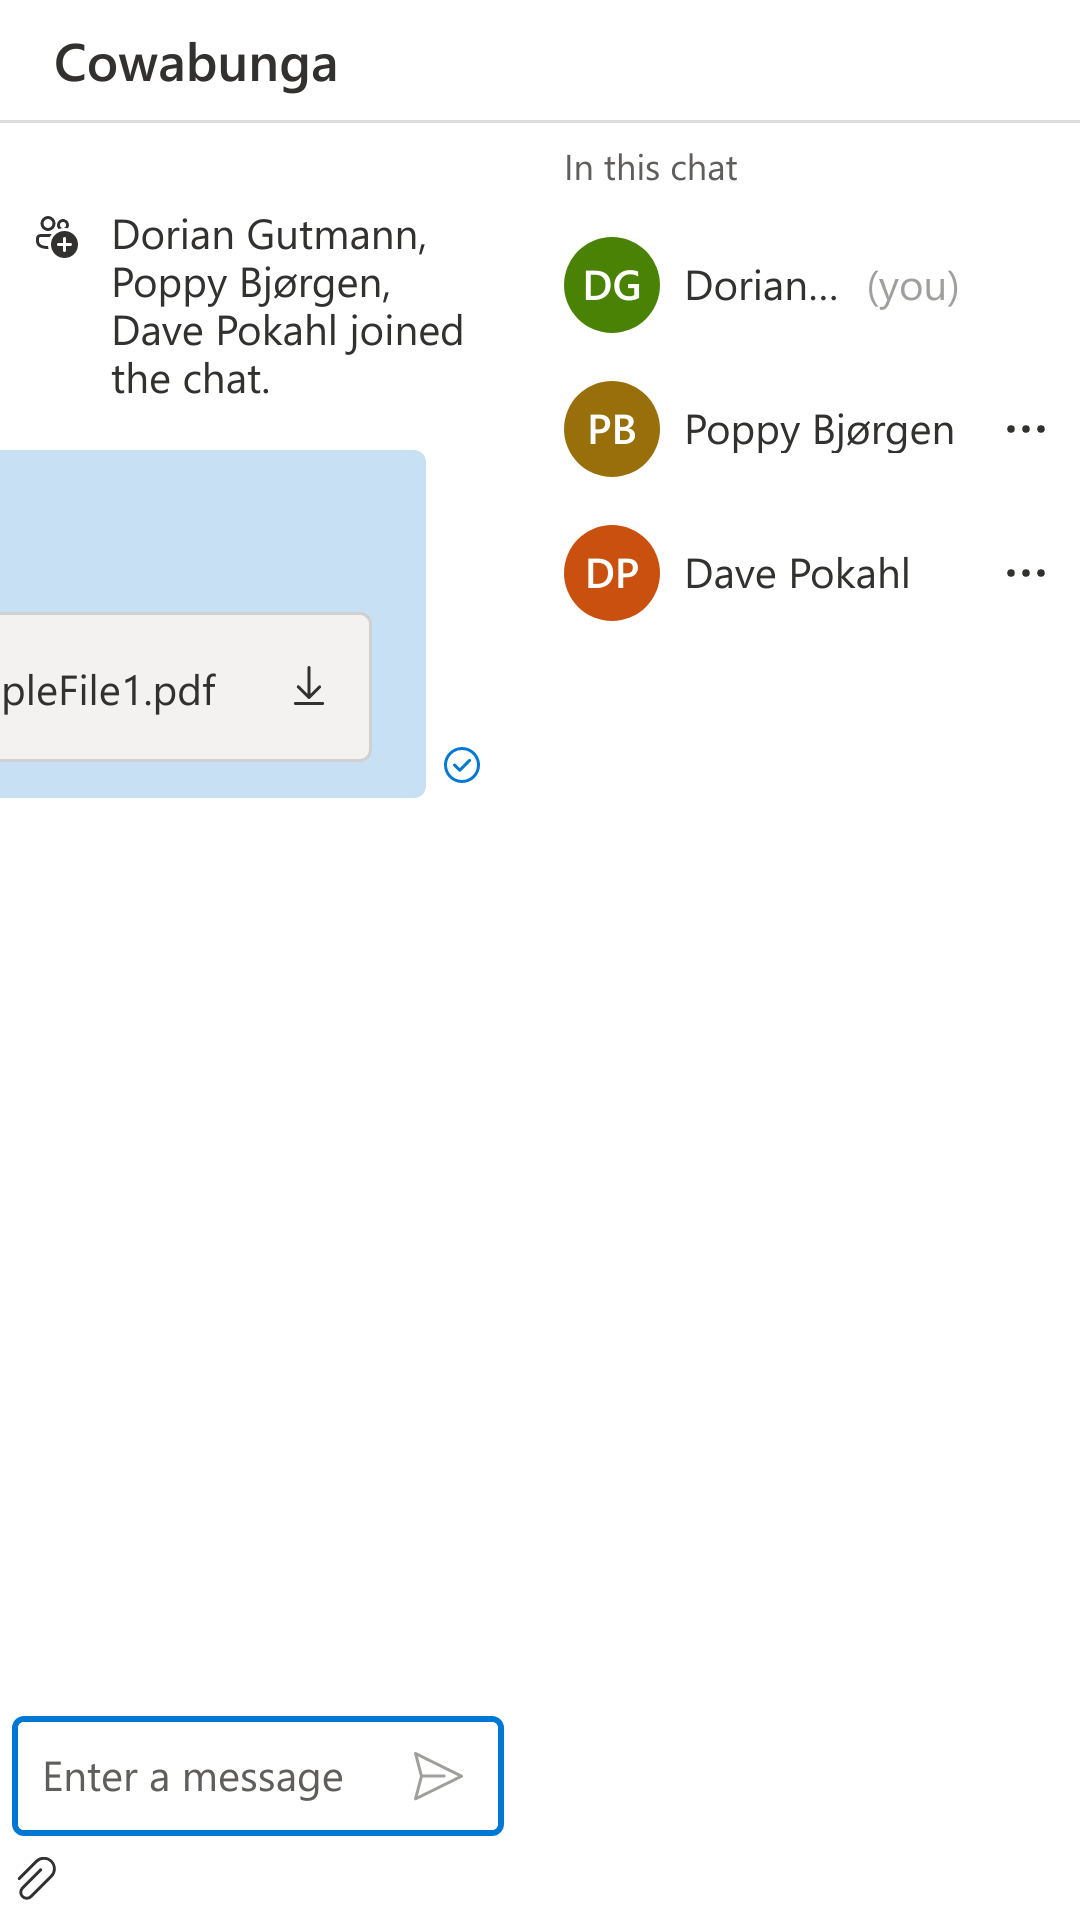 Cowabunga
Dorian Gutmann,
Poppy Bjørgen,
Dave Pokahl joined
the chat.
pleFile1.pdf
Enter a message
In this chat
DG Dorian... (you)
PB Poppy Bjørgen
DP Dave Pokahl